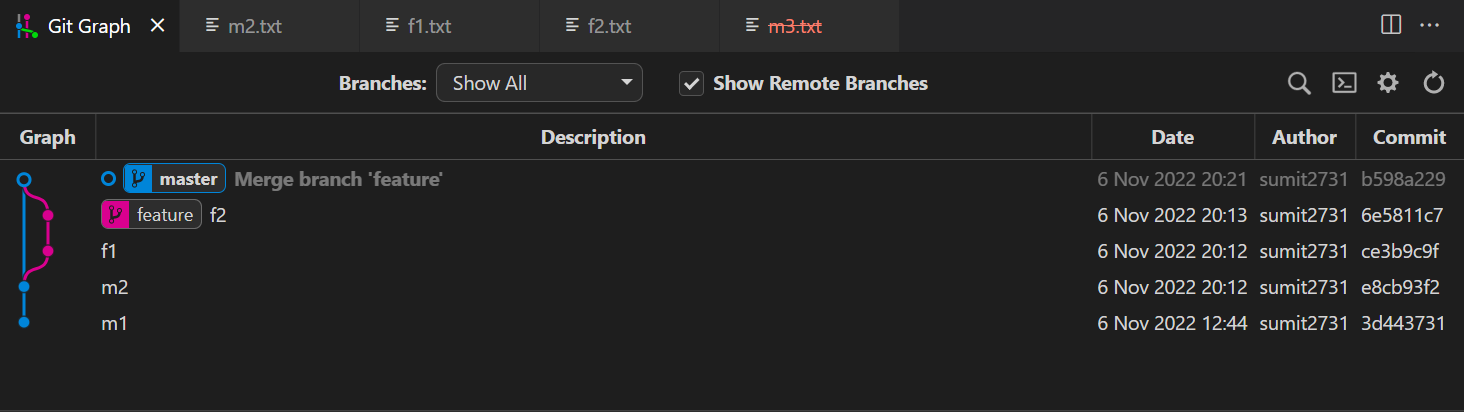 Git Graph m2.txt f1.txt f2.txt m3.txt
Branches: Show All Show Remote Branches
Graph Description Date Author Commit
master Merge branch 'feature' 6 Nov 2022 20:21 sumit2731 b598a229
feature f2 6 Nov 2022 20:13 sumit2731 6e5811c7
f1 6 Nov 2022 20:12 sumit2731 ce3b9c9f
m2 6 Nov 2022 20:12 sumit2731 e8cb93f2
m1 6 Nov 2022 12:44 sumit2731 3d443731